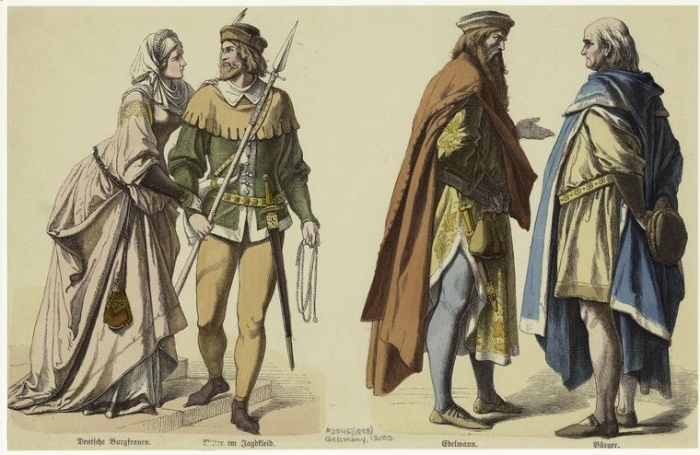 Deutsche Burgfrauen.
im Jagdkleid.
Edelmann.
Bürger.
Germany,